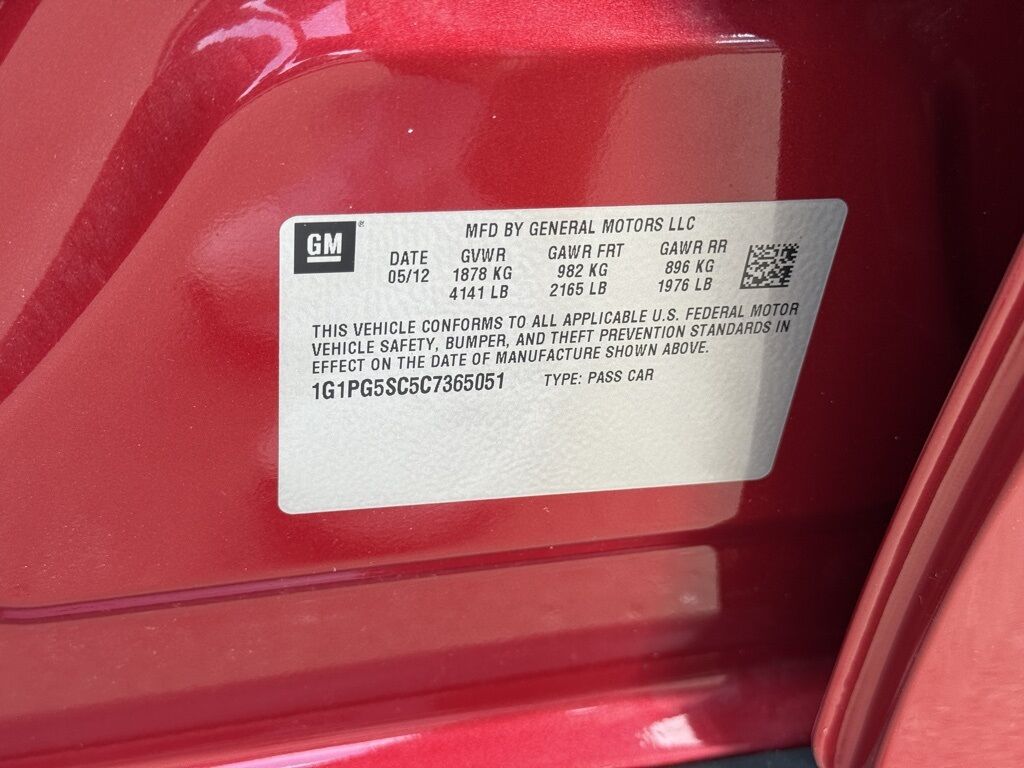 GM®
MFD BY GENERAL MOTORS LLC
DATE GVWR GAWR FRT GAWR RR
05/12 1878 KG 982 KG 896 KG
4141 LB 2165 LB 1976 LB
THIS VEHICLE CONFORMS TO ALL APPLICABLE U.S. FEDERAL MOTOR
VEHICLE SAFETY, BUMPER, AND THEFT PREVENTION STANDARDS IN
EFFECT ON THE DATE OF MANUFACTURE SHOWN ABOVE.
1G1PG5SC5C7365051 TYPE: PASS CAR